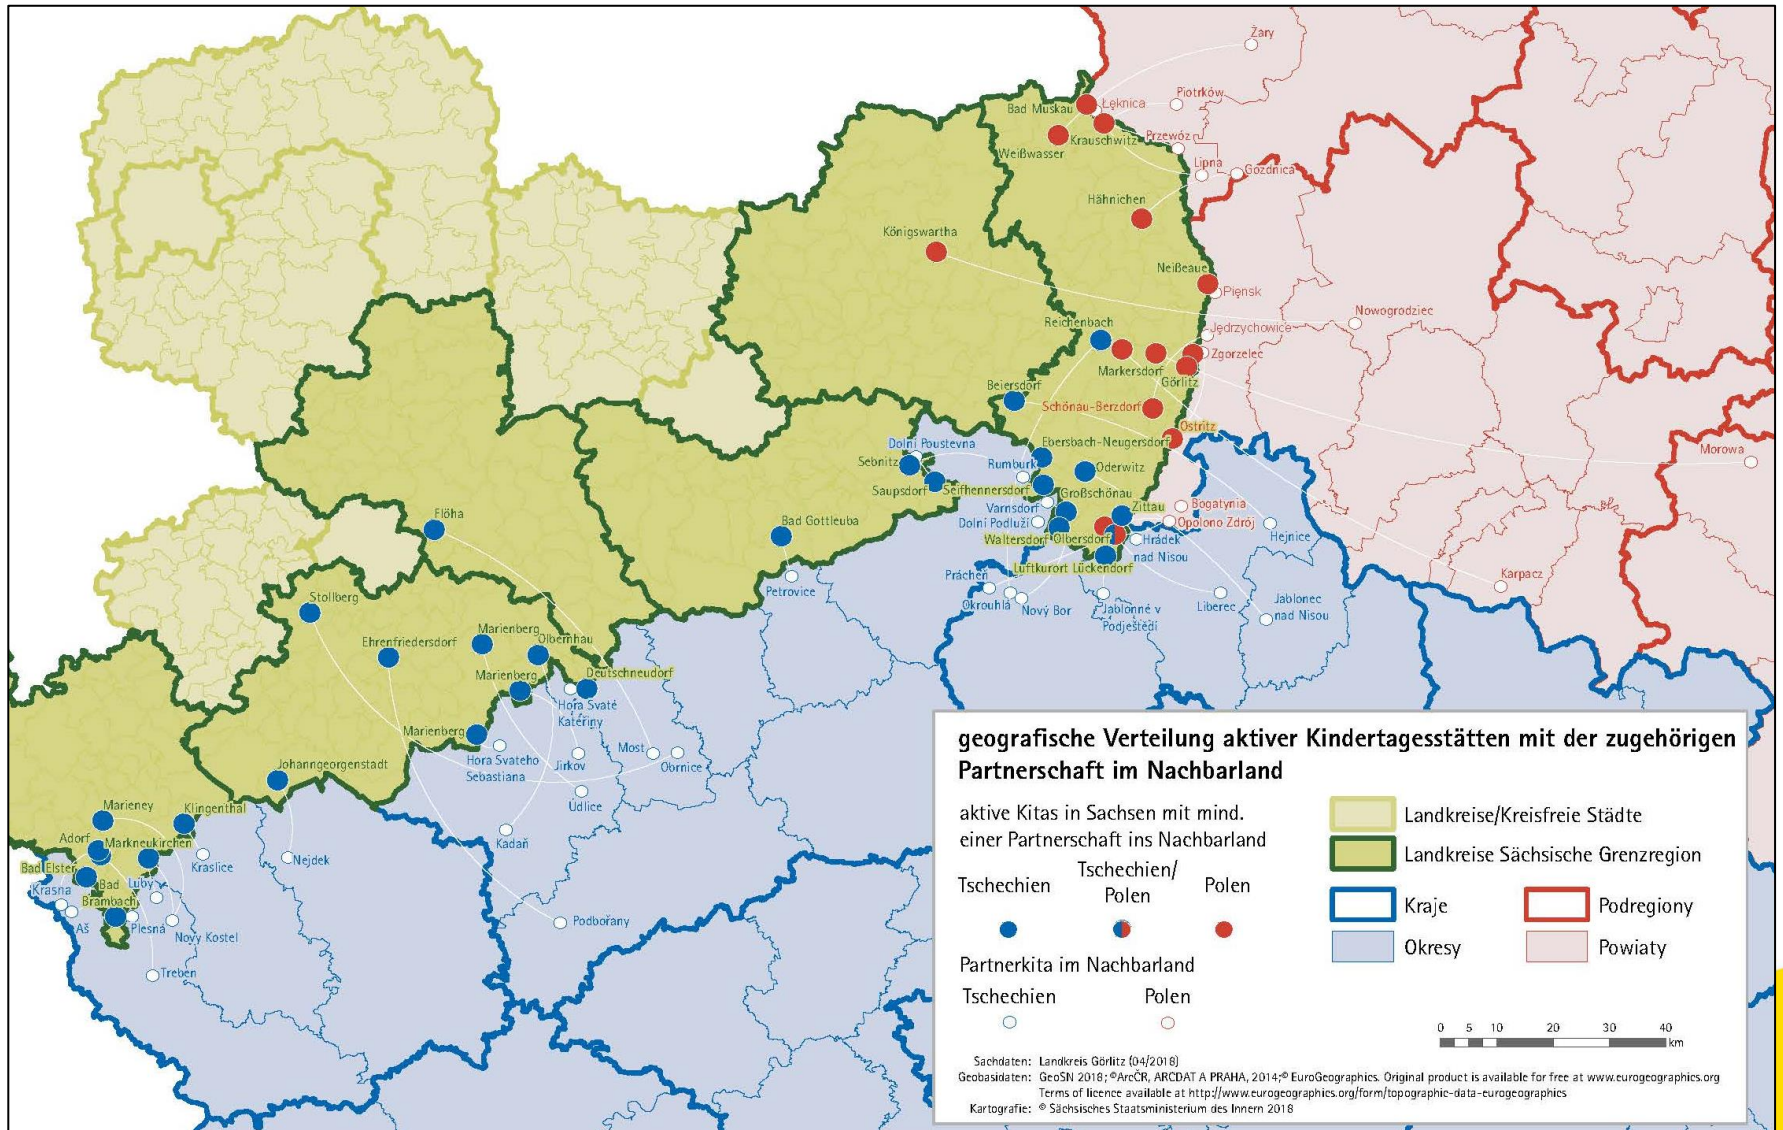 Żary
Piotrków
Bad Muskau
Łęknica
Krauschwitz
Przewóz
Weißwasser
Lipna
Gozdnica
Hähnichen
Königswartha
Neißeaue
Pieńsk
Nowogrodziec
Reichenbach
Jędrzychowice
Zgorzelec
Markersdorf
Görlitz
Beiersdorf
Schönau-Berzdorf
Ostritz
Dolní Poustevna
Ebersbach-Neugersdorf
Morowa
Sebnitz
Rumburk
Oderwitz
Saupsdorf
Seifhennersdorf
Großschönau
Bogatynia
Varnsdorf
Zittau
Flöha
Bad Gottleuba
Dolní Podluží
Opolono Zdrój
Waltersdorf
Olbersdorf
Hrádek
nad Nisou
Hejnice
Luftkurort Lückendorf
Prácheň
Karpacz
Petrovice
Okrouhlá
Nový Bor
Jablonné v
Podještědí
Liberec
Jablonec
nad Nisou
Stollberg
Ehrenfriedersdorf
Marienberg
Olbernhau
Marienberg
Deutschneudorf
Hora Svaté
Kateřiny
Marienberg
Hora Svateho
Sebastiana
Jirkov
Most
Obrnice
Johanngeorgenstadt
Údlice
Marieney
Klingenthal
Kadaň
Adorf
Markneukirchen
Bad Elster
Kraslice
Nejdek
Krasna
Bad
Brambach
Luby
Aš
Plesná
Nový Kostel
Podbořany
Treben
geografische Verteilung aktiver Kindertagesstätten mit der zugehörigen
Partnerschaft im Nachbarland
aktive Kitas in Sachsen mit mind.
einer Partnerschaft ins Nachbarland
Tschechien
Tschechien/
Polen
Polen
Partnerkita im Nachbarland
Tschechien
Polen
Landkreise/Kreisfreie Städte
Landkreise Sächsische Grenzregion
Kraje
Podregiony
Okresy
Powiaty
0 5 10 20 30 40
km
Sachdaten: Landkreis Görlitz (04/2018)
Geobasidaten: GeoSN 2018; ©ArcČR, ARCDAT A PRAHA, 2014;© EuroGeographics. Original product is available for free at www.eurogeographics.org
Terms of licence available at http://www.eurogeographics.org/form/topographic-data-eurogeographics
Kartografie: © Sächsisches Staatsministerium des Innern 2018